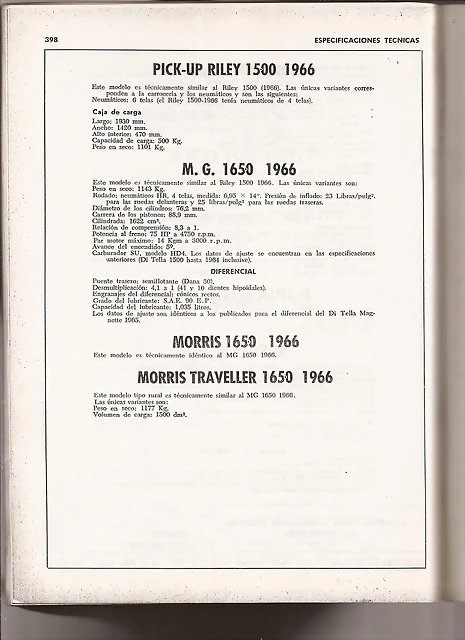 398
ESPECIFICACIONES TECNICAS
PICK-UP RILEY 1500 1966
Este modelo es técnicamente similar al Riley 1500 (1966). Las únicas variantes corres-
ponden a la carrocería y los neumáticos y son las siguientes:
Neumáticos: 6 telas (el Riley 1500-1966 tenía neumáticos de 4 telas).
Caja de carga
Largo: 1930 mm.
Ancho: 1420 mm.
Alto interior: 470 mm.
Capacidad de carga: 500 Kg.
Peso en seco: 1101 Kg.
M. G. 1650 1966
Este modelo es técnicamente similar al Riley 1500 1966. Las únicas variantes son:
Peso en seco: 1143 Kg.
Rodado: neumáticos HR, 4 telas, medida: 6,95 × 14". Presión de inflado: 23 Libras/pulg².
para las ruedas delanteras y 25 libras/pulg² para las ruedas traseras.
Diámetro de los cilindros: 76,2 mm.
Carrera de los pistones: 88,9 mm.
Cilindrada: 1622 cm³.
Relación de compresión: 8,3 a 1.
Potencia al freno: 75 HP a 4750 r.p.m.
Par motor máximo: 14 Kgm a 3000 r.p.m.
Avance del encendido: 5º.
Carburador SU, modelo HD4. Los datos de ajuste se encuentran en las especificaciones
anteriores (Di Tella 1500 hasta 1964 inclusive).
DIFERENCIAL
Puente trasero: semiflotante (Dana 30).
Desmultiplicación: 4,1 a 1 (41 y 10 dientes hipoidales).
Engranajes del diferencial: cónicos rectos.
Grado del lubricante: S.A.E. 90 E.P.
Capacidad del lubricante: 1,035 litros.
Los datos de ajuste son idénticos a los publicados para el diferencial del Di Tella Mag-
nette 1965.
MORRIS 1650 1966
Este modelo es técnicamente idéntico al MG 1650 1966.
MORRIS TRAVELLER 1650 1966
Este modelo tipo rural es técnicamente similar al MG 1650 1966.
Las únicas variantes son:
Peso en seco: 1177 Kg.
Volumen de carga: 1500 dm³.